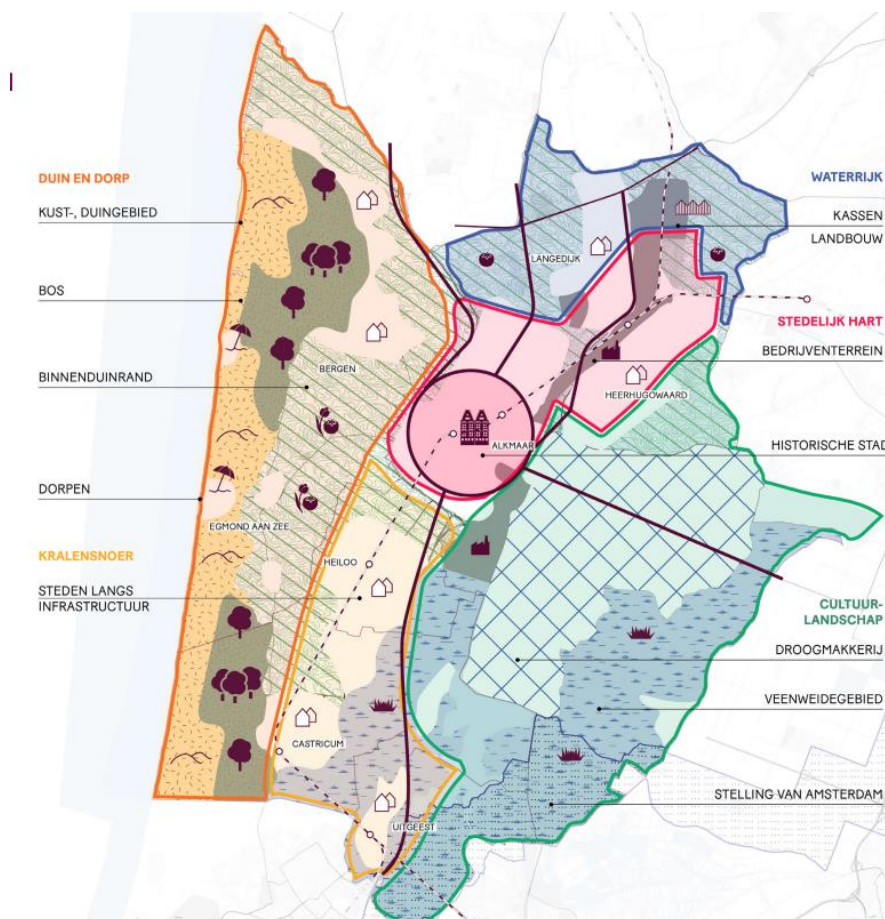 DUIN EN DORP
KUST-, DUINGEBIED
BOS
BINNENDUINRAND
DORPEN
KRALENSNOER
STEDEN LANGS
INFRASTRUCTUUR
BERGEN
EGMOND AAN ZEE
HEILOO
CASTRICUM
UITGEEST
LANGEDIJK
ALKMAAR
HEERHUGOWAARD
WATERRIJK
KASSEN
LANDBOUW
STEDELIJK HART
BEDRIJVENTERREIN
HISTORISCHE STAD
CULTUUR-
LANDSCHAP
DROOGMAKKERIJ
VEENWEIDEGEBIED
STELLING VAN AMSTERDAM